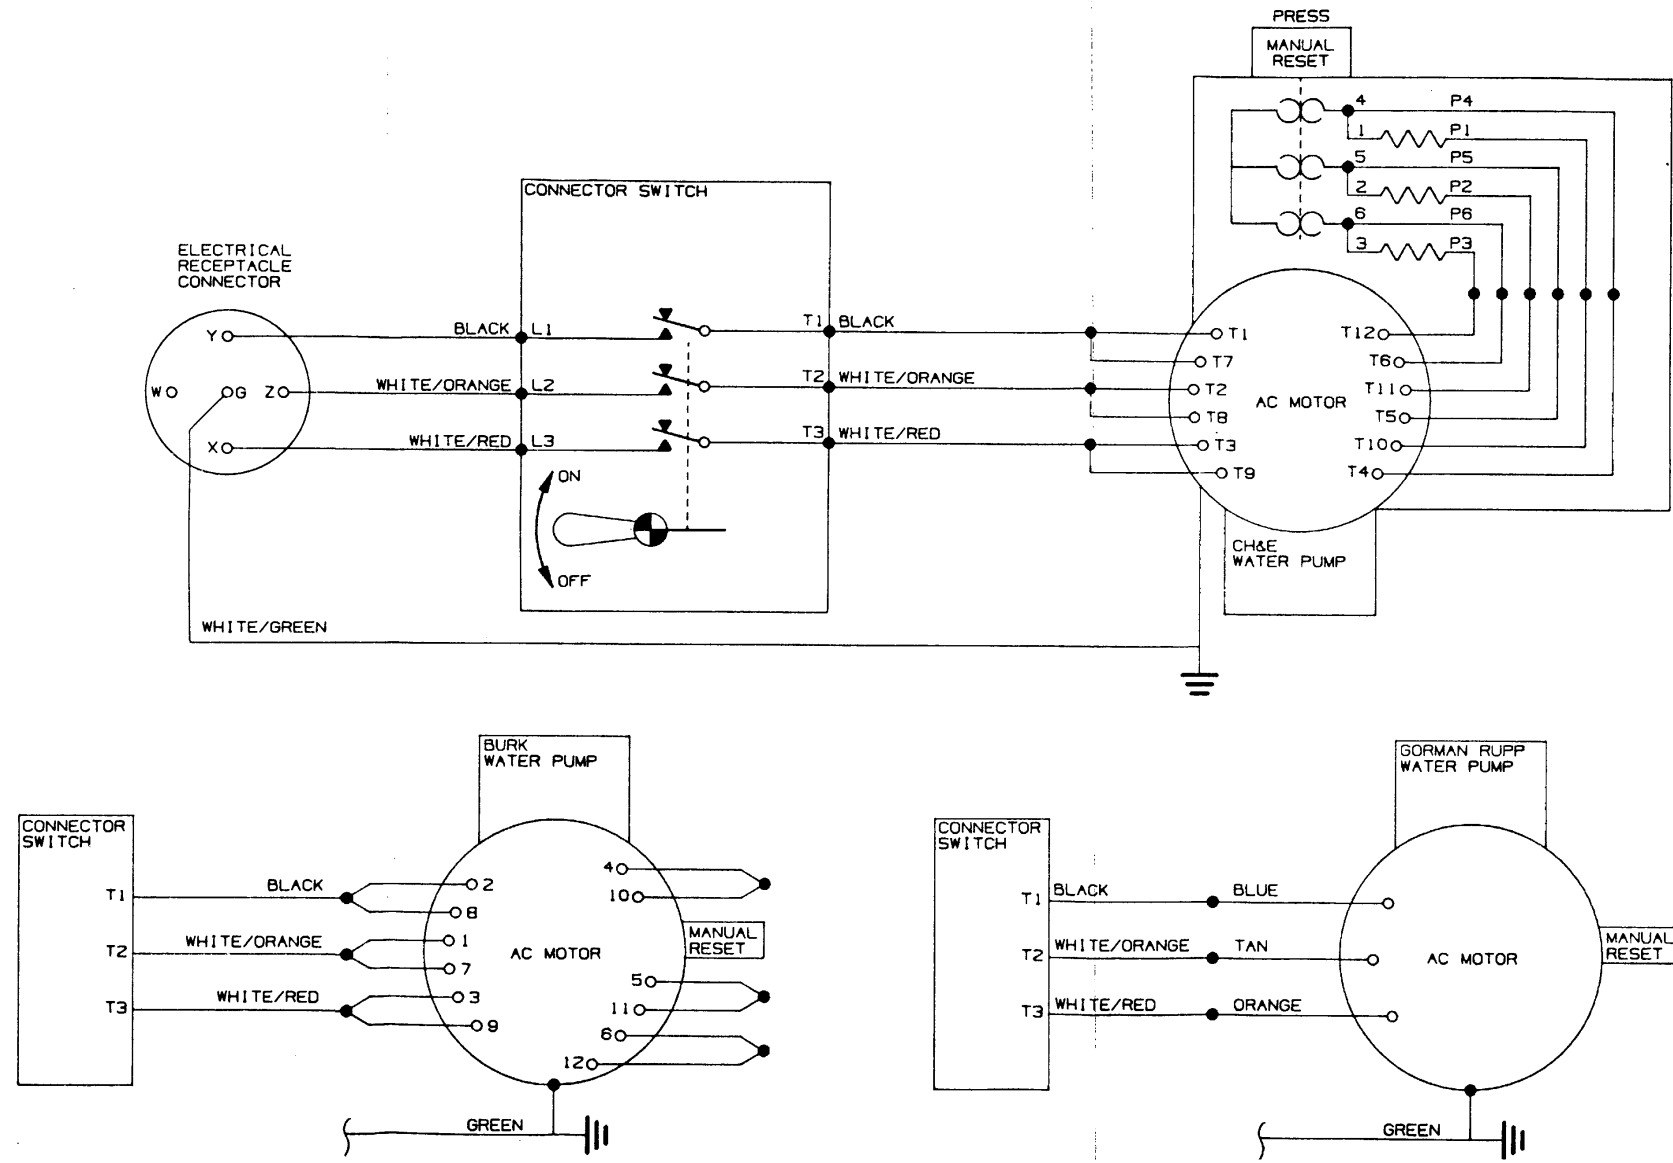 PRESS
MANUAL
RESET
4 P4
1 P1
5 P5
2 P2
6 P6
3 P3
CONNECTOR SWITCH
ELECTRICAL
RECEPTACLE
CONNECTOR
Y BLACK L1 T1 BLACK T1 T12
T7 T6
W G Z WHITE/ORANGE L2 T2 WHITE/ORANGE T2 AC MOTOR T11
T8 T5
X WHITE/RED L3 T3 WHITE/RED T3 T10
T9 T4
ON
OFF
CH&E
WATER PUMP
WHITE/GREEN
BURK
WATER PUMP
CONNECTOR
SWITCH
T1 BLACK 2 4
8 10
T2 WHITE/ORANGE 1
7
AC MOTOR
MANUAL
RESET
T3 WHITE/RED 3 5
9 11
6
12
GREEN
GORMAN RUPP
WATER PUMP
CONNECTOR
SWITCH
T1 BLACK BLUE
T2 WHITE/ORANGE TAN
AC MOTOR
MANUAL
RESET
T3 WHITE/RED ORANGE
GREEN